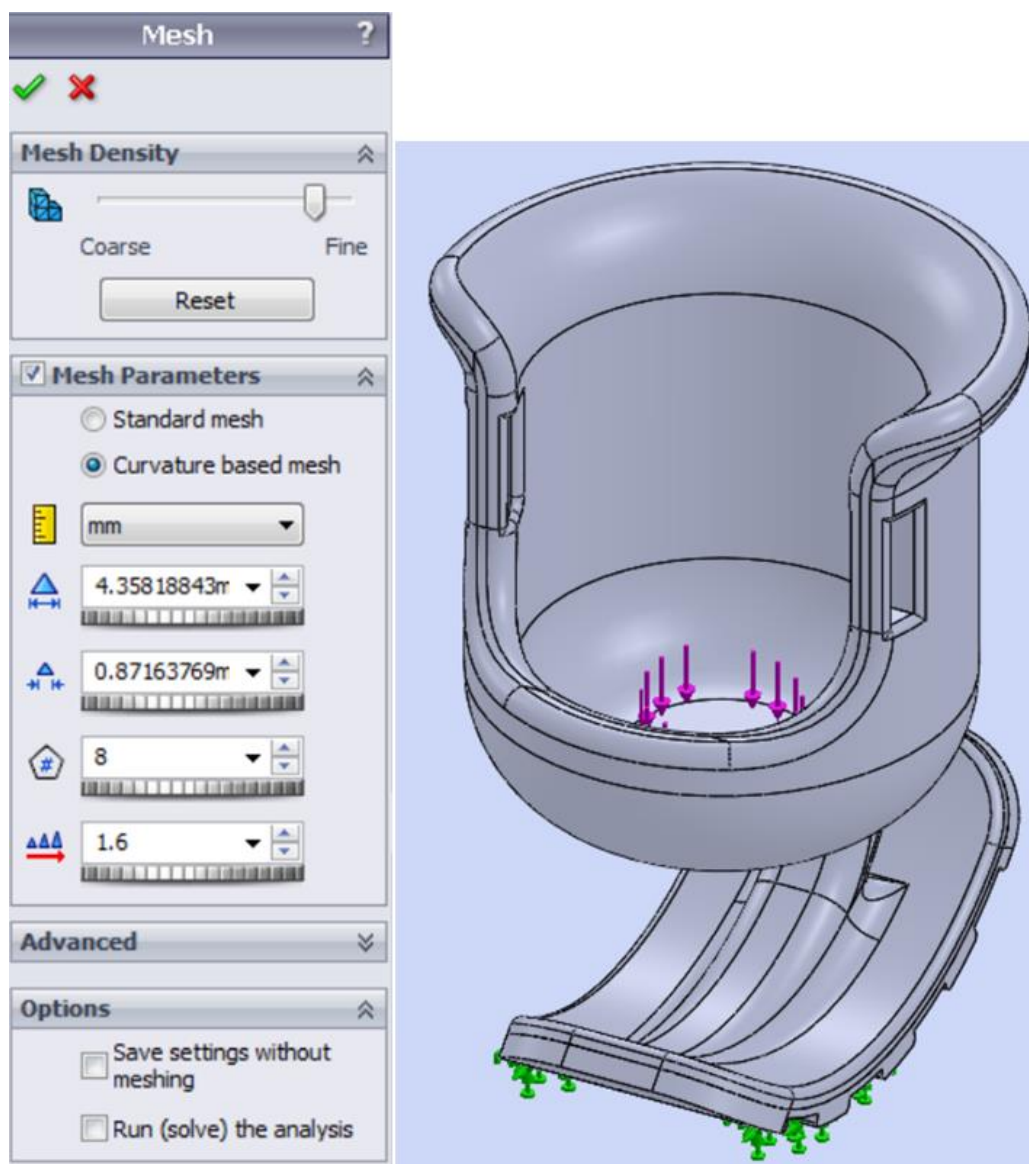 Mesh ?
Mesh Density
Coarse Fine
Reset
Mesh Parameters
Standard mesh
Curvature based mesh
mm
4.35818843m
0.87163769m
#
8
1.6
Advanced
Options
Save settings without
meshing
Run (solve) the analysis